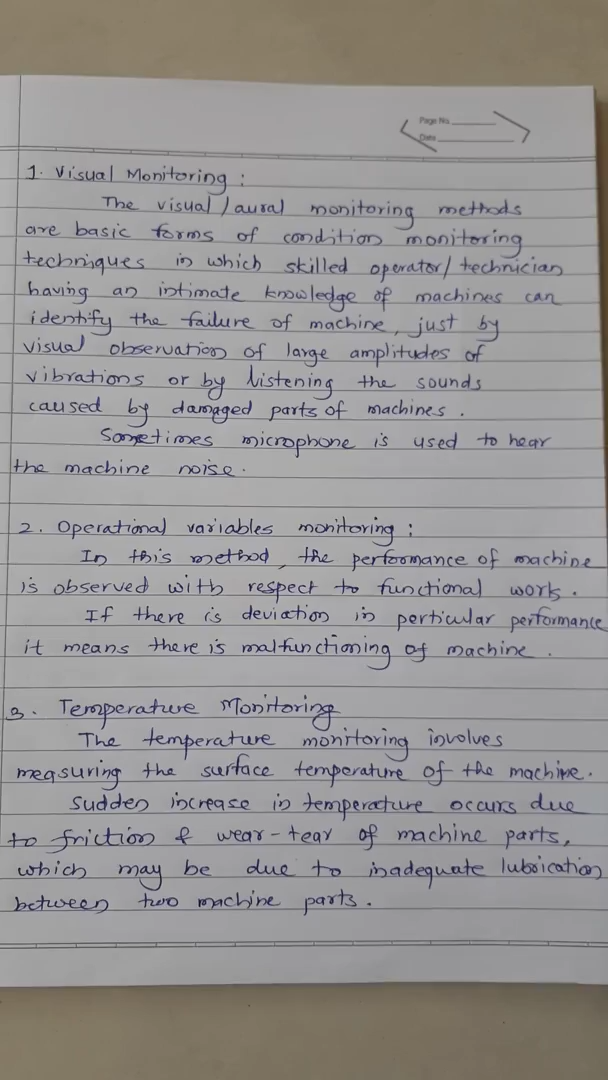 Page No.
Date
1. Visual Monitoring :
The visual / aural monitoring methods
are basic forms of condition monitoring
techniques in which skilled operator/ technician
having an intimate knowledge of machines can
identify the failure of machine, just by
visual observation of large amplitudes of
vibrations or by listening the sounds
caused by damaged parts of machines.
Sometimes microphone is used to hear
the machine noise.
2. Operational variables monitoring :
In this method, the performance of machine
is observed with respect to functional work.
If there is deviation in perticular performance
it means there is malfunctioning of machine.
3. Temperature Monitoring
The temperature monitoring involves
measuring the surface temperature of the machine.
Sudden increase in temperature occurs due
to friction & wear-tear of machine parts,
which may be due to inadequate lubrication
between two machine parts.